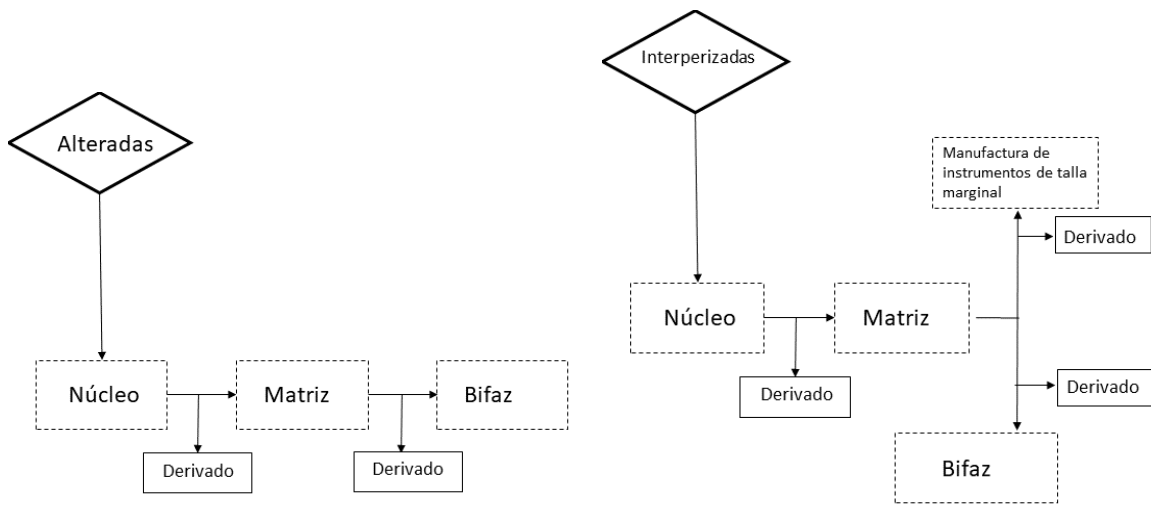 Alteradas
Núcleo
Matriz
Bifaz
Derivado
Derivado
Interperizadas
Manufactura de
instrumentos de talla
marginal
Derivado
Núcleo
Matriz
Derivado
Derivado
Bifaz